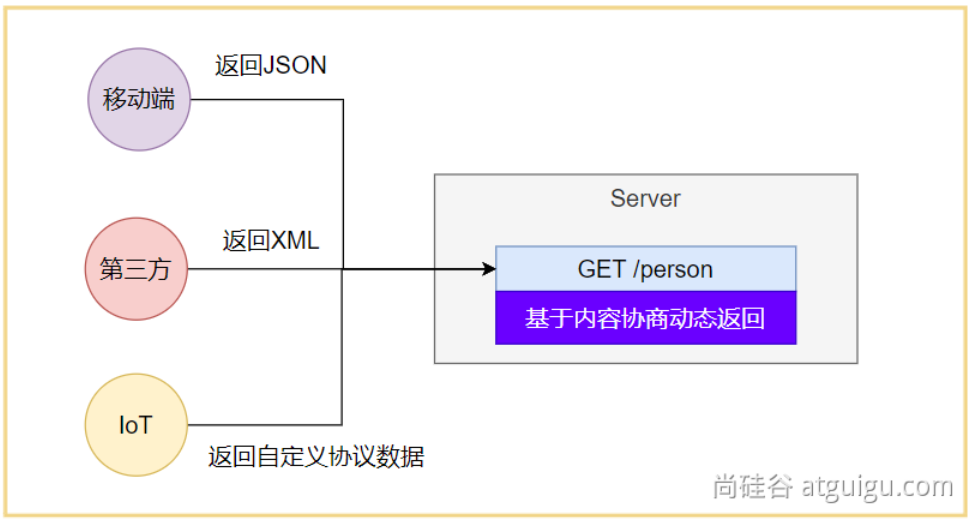 返回JSON
移动端
Server
返回XML
第三方
GET /person
基于内容协商动态返回
IoT
返回自定义协议数据
尚硅谷 atguigu.com